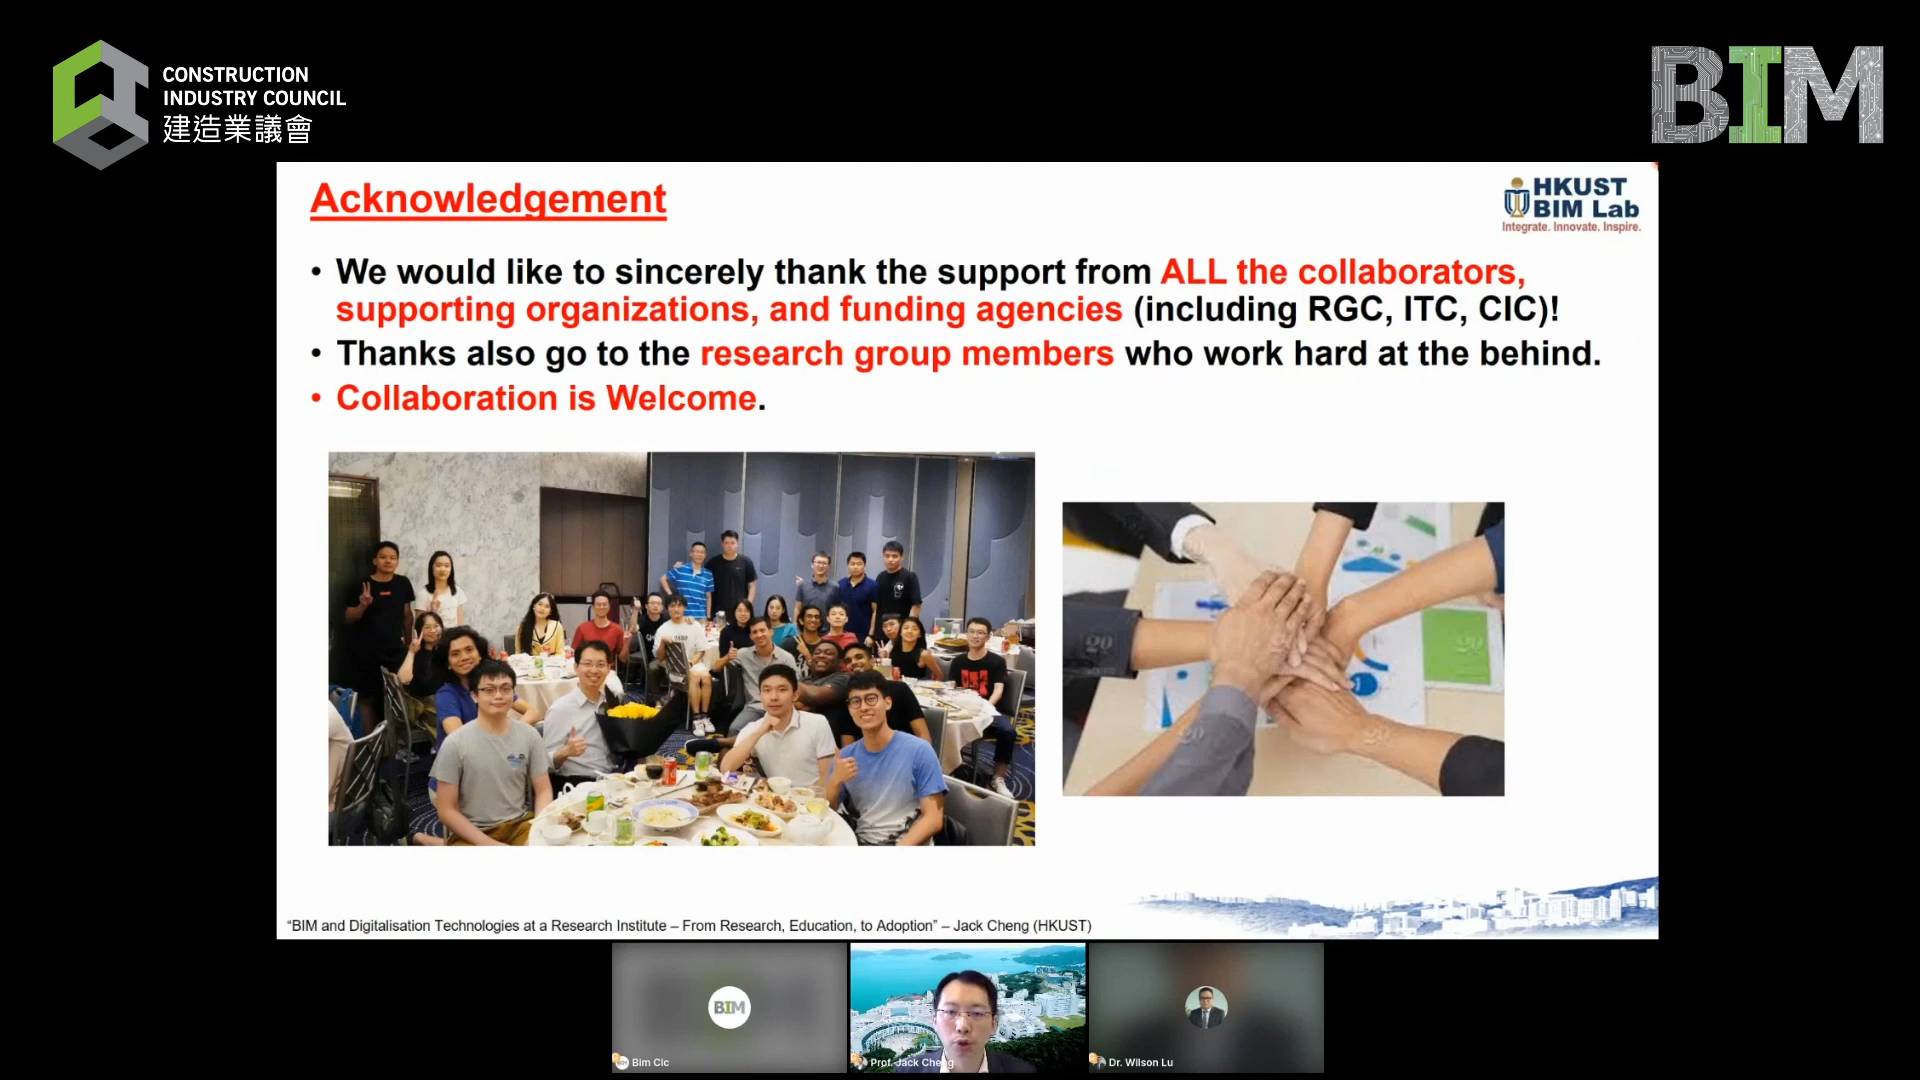 CONSTRUCTION
INDUSTRY COUNCIL
建造業議會
BIM
Acknowledgement
HKUST
BIM Lab
Integrate. Innovate. Inspire.
• We would like to sincerely thank the support from ALL the collaborators,
supporting organizations, and funding agencies (including RGC, ITC, CIC)!
• Thanks also go to the research group members who work hard at the behind.
• Collaboration is Welcome.
“BIM and Digitalisation Technologies at a Research Institute – From Research, Education, to Adoption” – Jack Cheng (HKUST)
BIM
Bim Cic
Prof. Jack Cheng
Dr. Wilson Lu